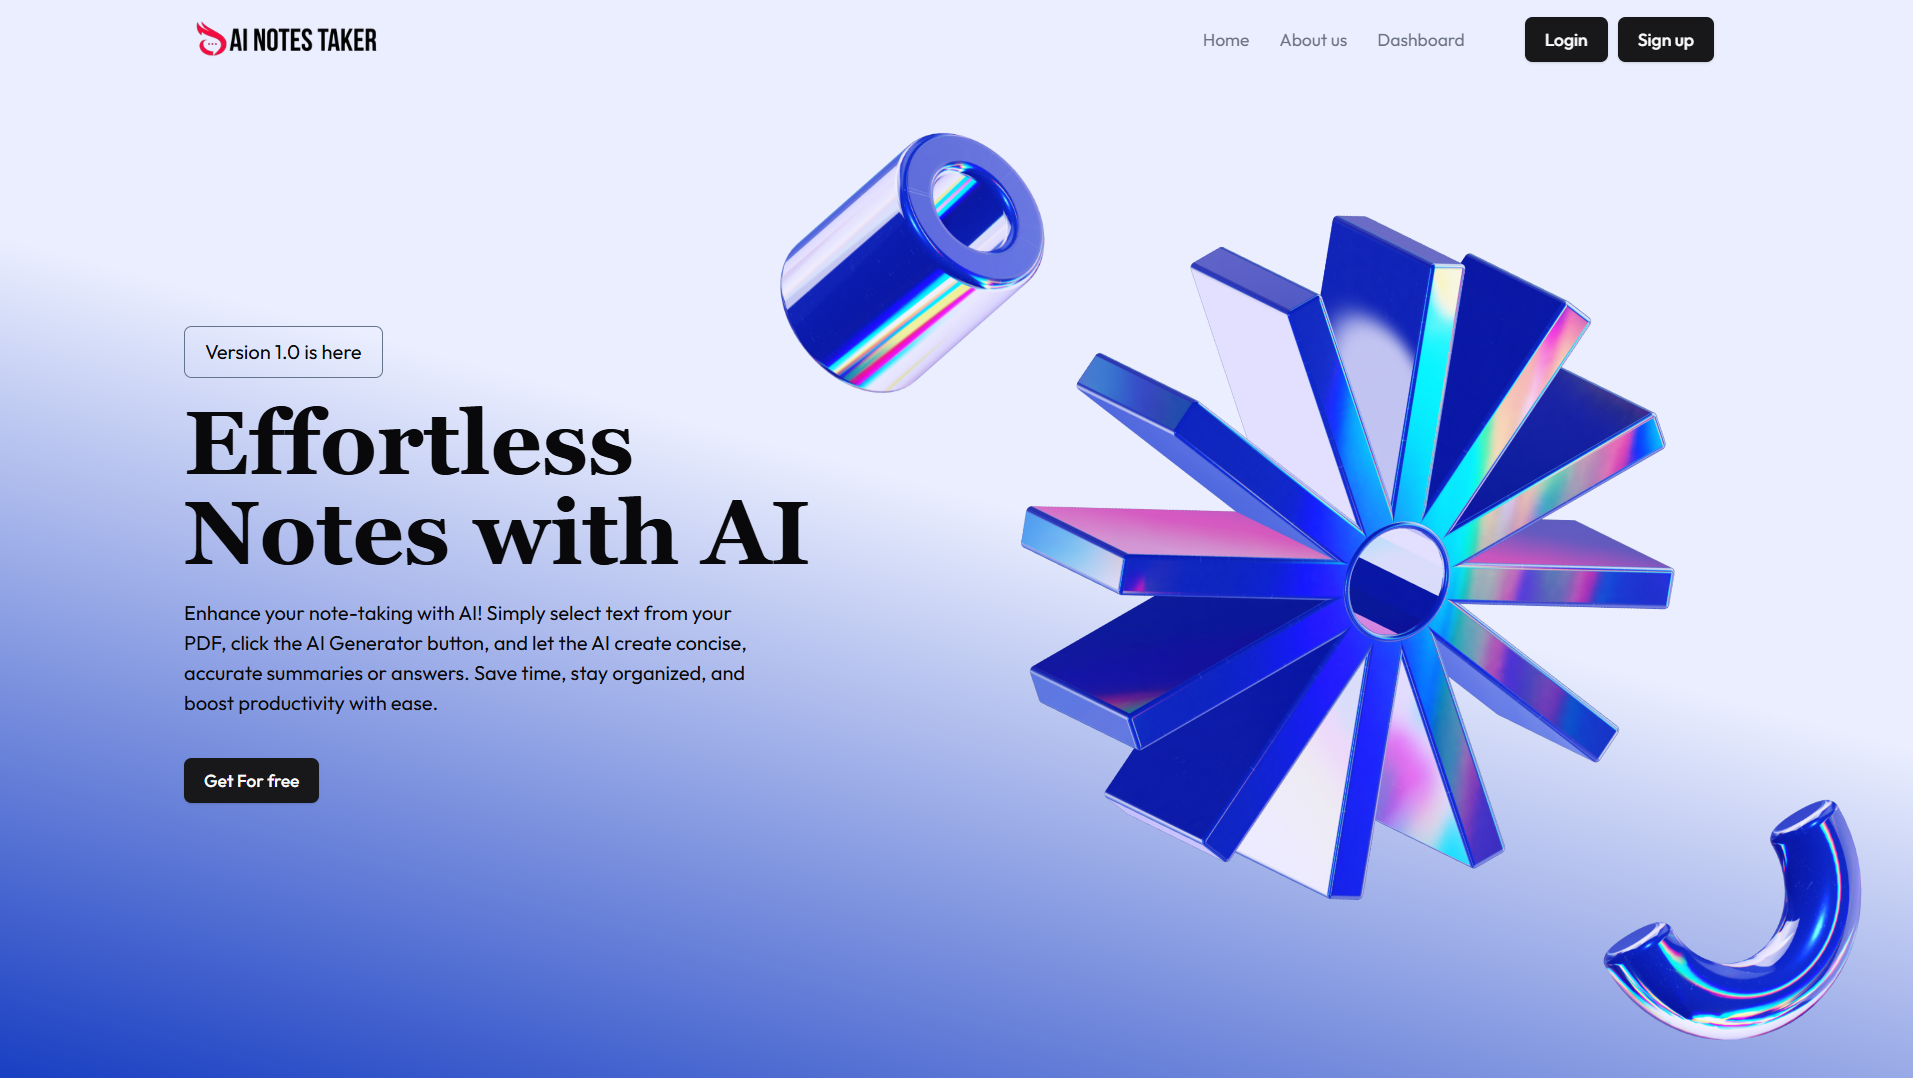 AI NOTES TAKER
Home About us Dashboard Login Sign up
Version 1.0 is here
Effortless
Notes with AI
Enhance your note-taking with AI! Simply select text from your
PDF, click the AI Generator button, and let the AI create concise,
accurate summaries or answers. Save time, stay organized, and
boost productivity with ease.
Get For free